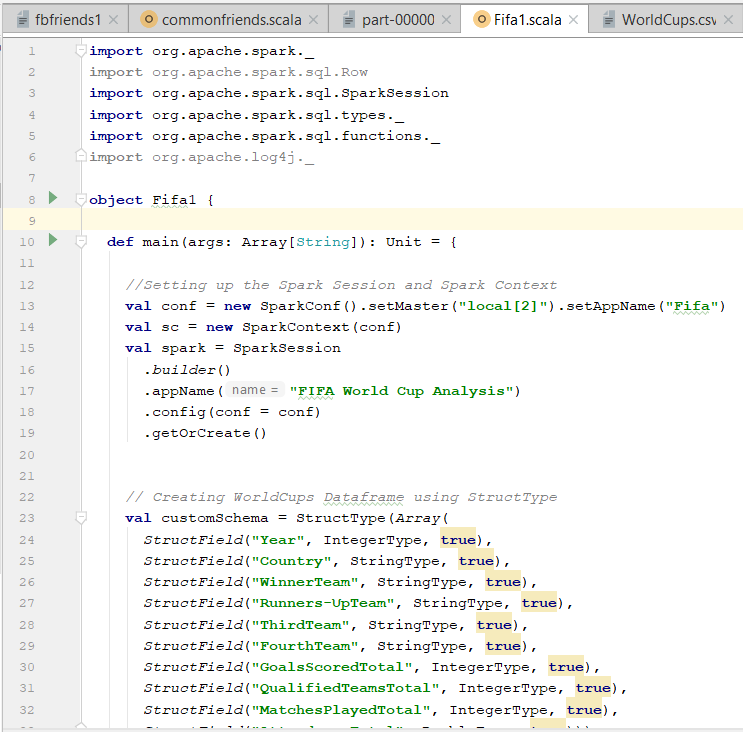 fbfriends1 commonfriends.scala part-00000 Fifa1.scala WorldCups.csv
1 import org.apache.spark._
2 import org.apache.spark.sql.Row
3 import org.apache.spark.sql.SparkSession
4 import org.apache.spark.sql.types._
5 import org.apache.spark.sql.functions._
6 import org.apache.log4j._
7
8 object Fifa1 {
9
10 def main(args: Array[String]): Unit = {
11
12 //Setting up the Spark Session and Spark Context
13 val conf = new SparkConf().setMaster("local[2]").setAppName("Fifa")
14 val sc = new SparkContext(conf)
15 val spark = SparkSession
16 .builder()
17 .appName( name = "FIFA World Cup Analysis")
18 .config(conf = conf)
19 .getOrCreate()
20
21
22 // Creating WorldCups Dataframe using StructType
23 val customSchema = StructType(Array(
24 StructField("Year", IntegerType, true),
25 StructField("Country", StringType, true),
26 StructField("WinnerTeam", StringType, true),
27 StructField("Runners-UpTeam", StringType, true),
28 StructField("ThirdTeam", StringType, true),
29 StructField("FourthTeam", StringType, true),
30 StructField("GoalsScoredTotal", IntegerType, true),
31 StructField("QualifiedTeamsTotal", IntegerType, true),
32 StructField("MatchesPlayedTotal", IntegerType, true),